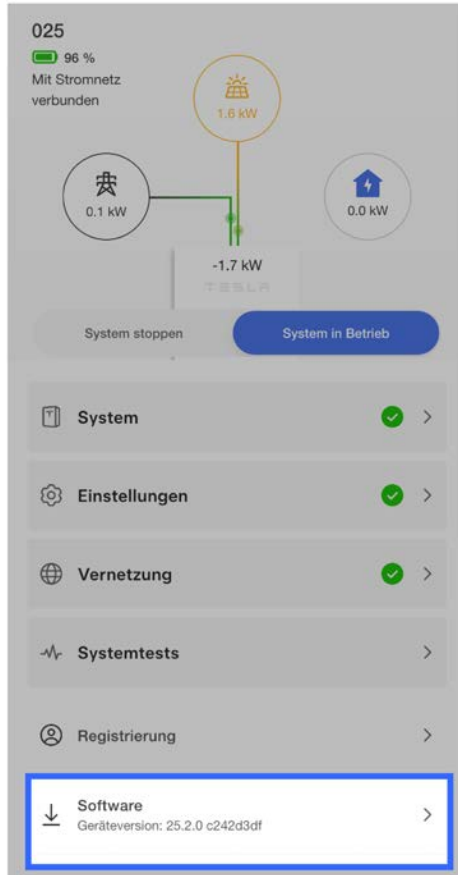 025
96 %
Mit Stromnetz
verbunden
1.6 kW
0.1 kW
0.0 kW
-1.7 kW
TESLA
System stoppen
System in Betrieb
System
Einstellungen
Vernetzung
Systemtests
Registrierung
Software
Geräteversion: 25.2.0 c242d3df